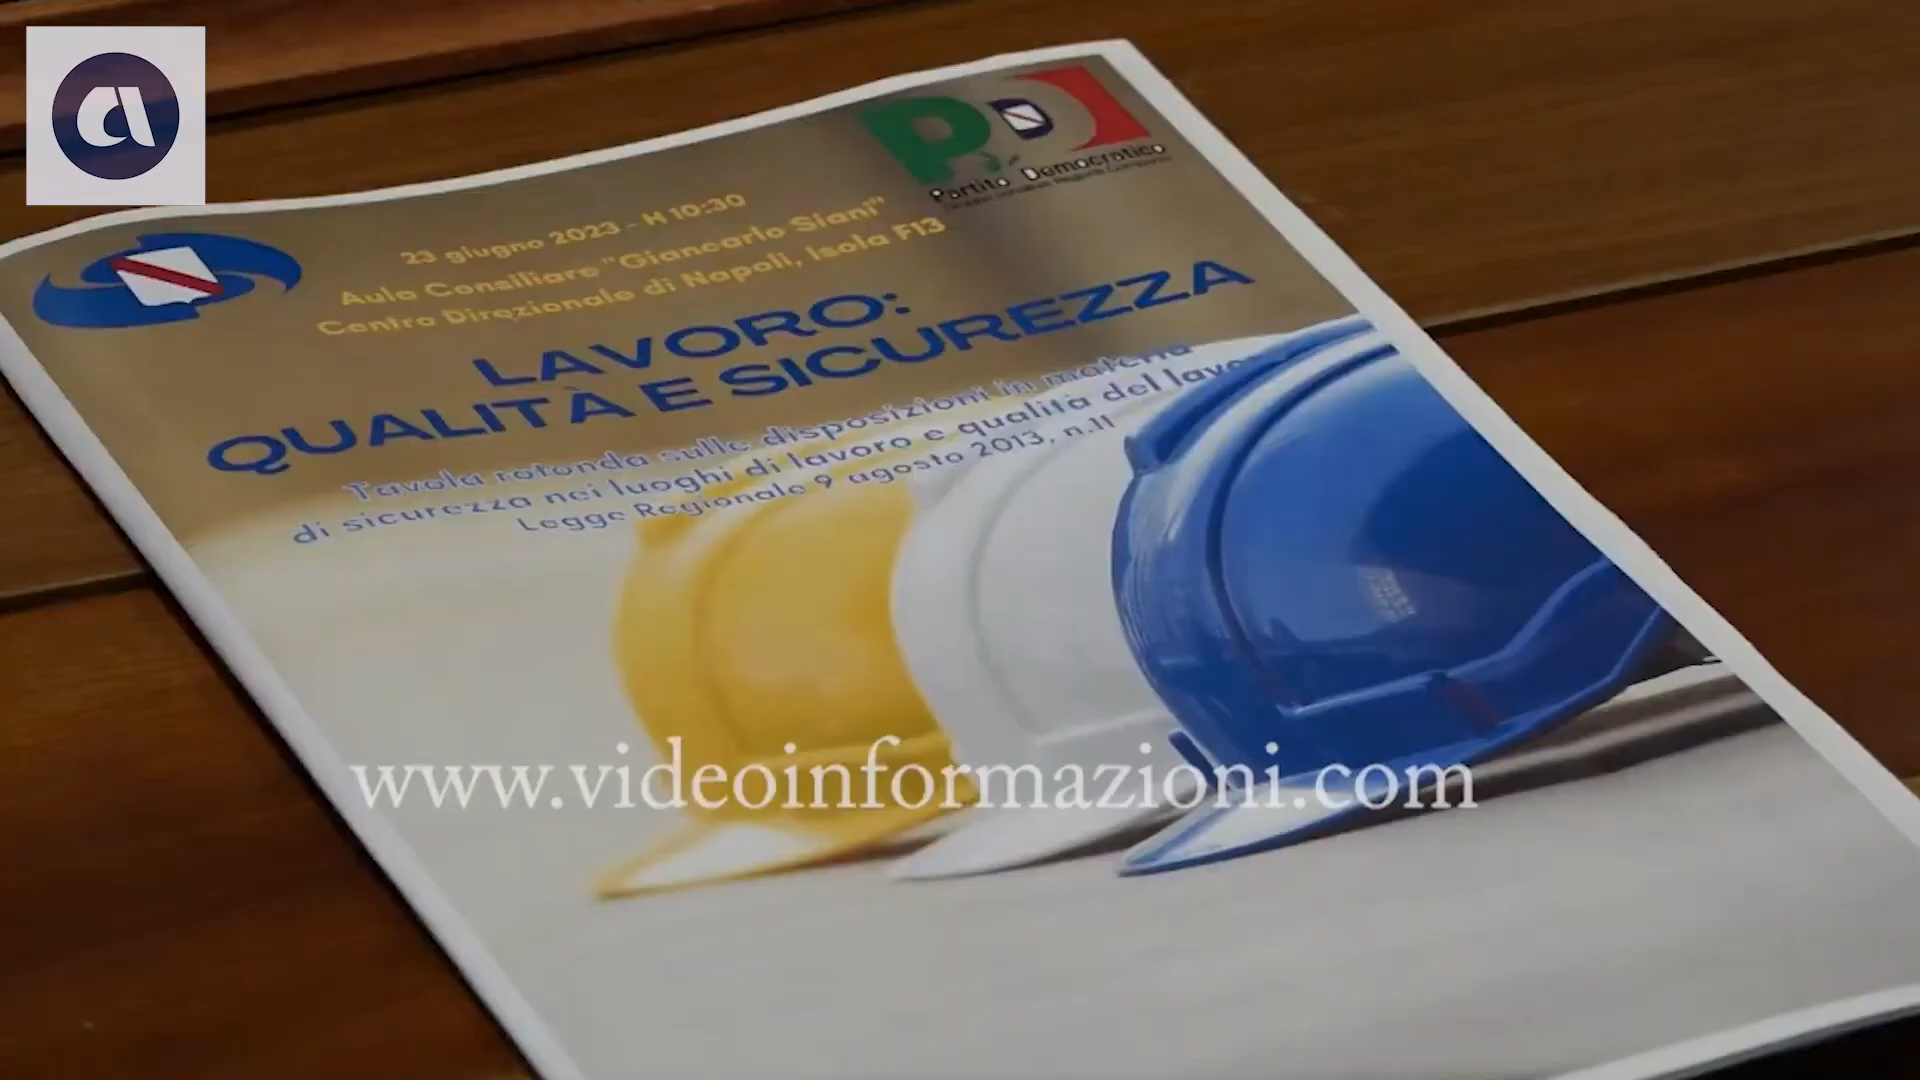 23 giugno 2023 - H 10:30
Aula Consiliare "Giancarlo Siani"
Centro Direzionale di Napoli, Isola F13
PD
Partito Democratico
LAVORO:
QUALITÀ E SICUREZZA
Tavola rotonda sulle disposizioni in materia
di sicurezza nei luoghi di lavoro e qualità del lavoro
Legge Regionale 9 agosto 2013, n.11
www.videoinformazioni.com